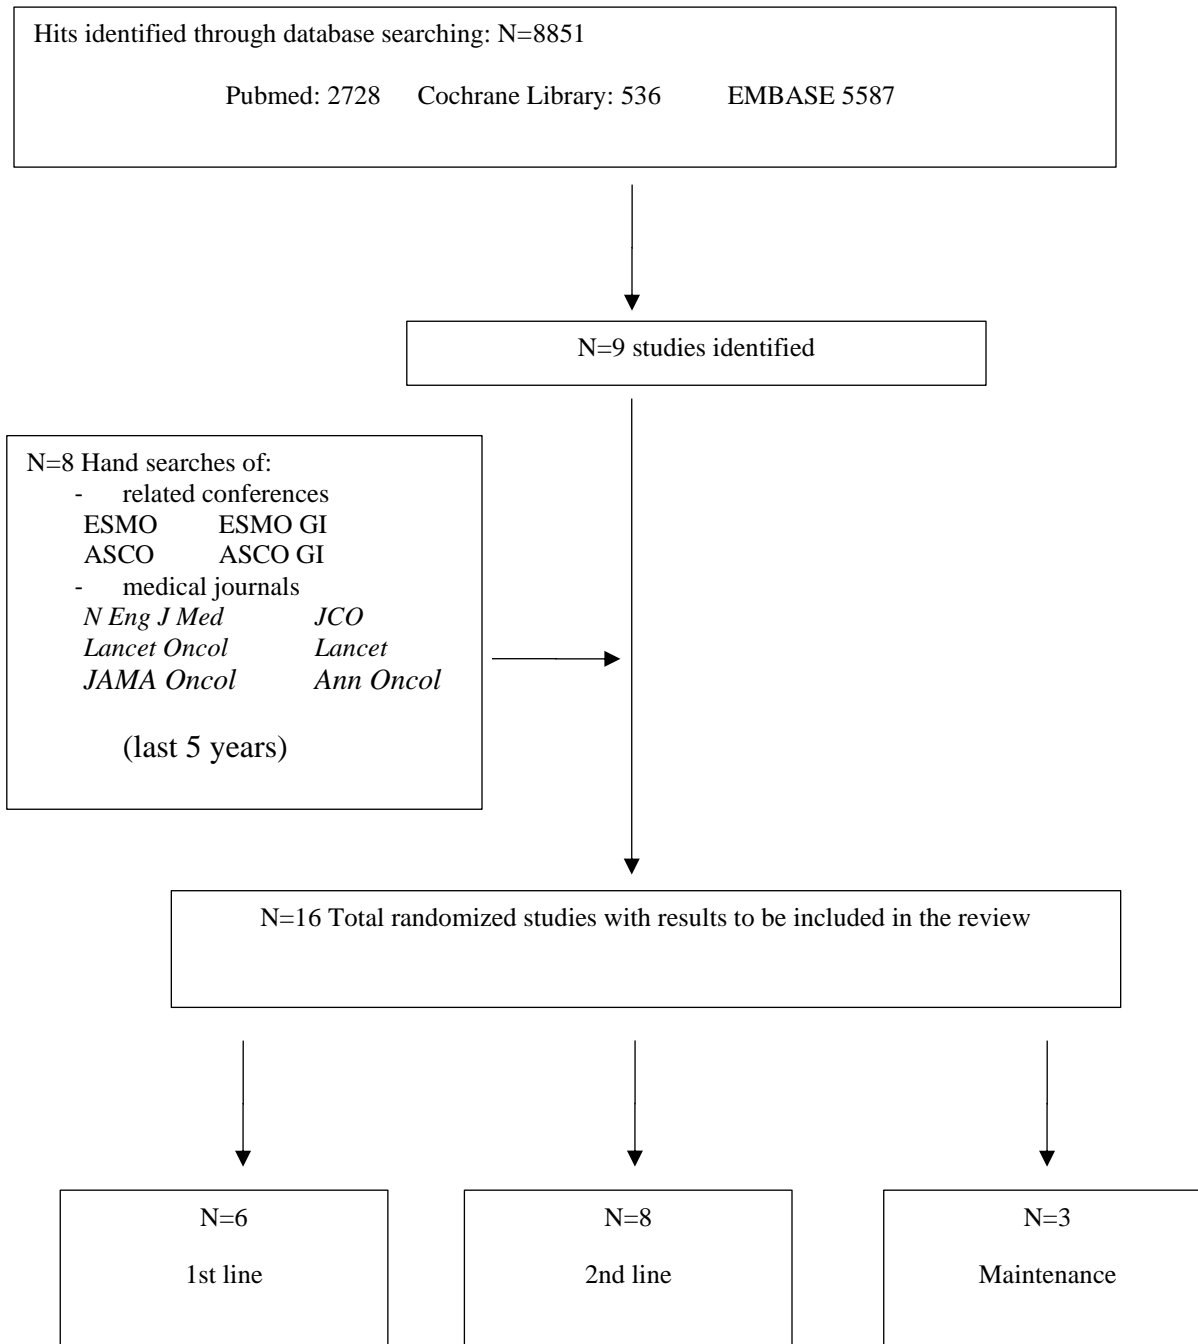 Hits identified through database searching: N=8851
Pubmed: 2728 Cochrane Library: 536 EMBASE 5587
N=9 studies identified
N=8 Hand searches of:
- related conferences
ESMO ESMO GI
ASCO ASCO GI
- medical journals
N Eng J Med JCO
Lancet Oncol Lancet
JAMA Oncol Ann Oncol
(last 5 years)
N=16 Total randomized studies with results to be included in the review
N=6
1st line
N=8
2nd line
N=3
Maintenance